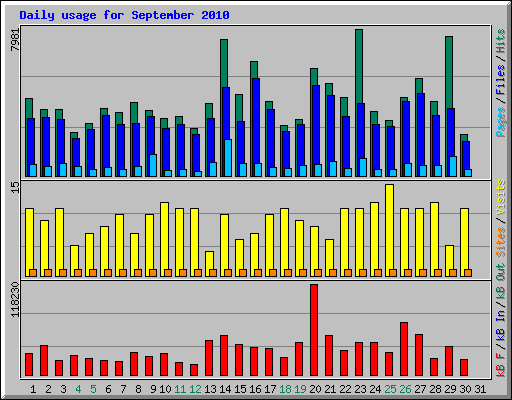 Daily usage for September 2010
7981
Pages / Files / Hits
15
Sites / Visits
118230
kB F / kB In / kB Out
1 2 3 4 5 6 7 8 9 10 11 12 13 14 15 16 17 18 19 20 21 22 23 24 25 26 27 28 29 30 31